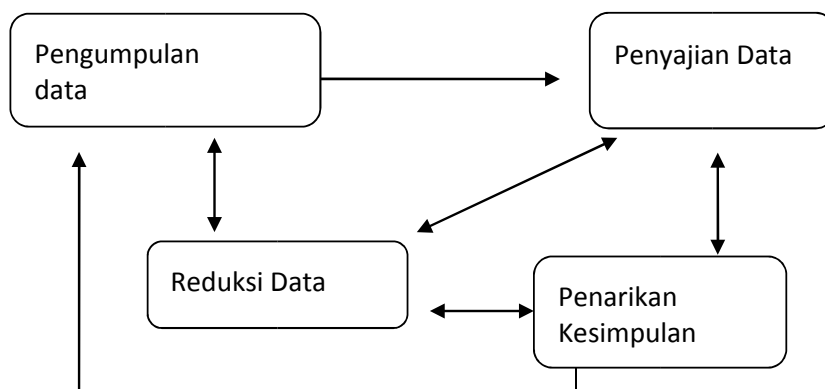 Pengumpulan
data
Penyajian Data
Reduksi Data
Penarikan
Kesimpulan